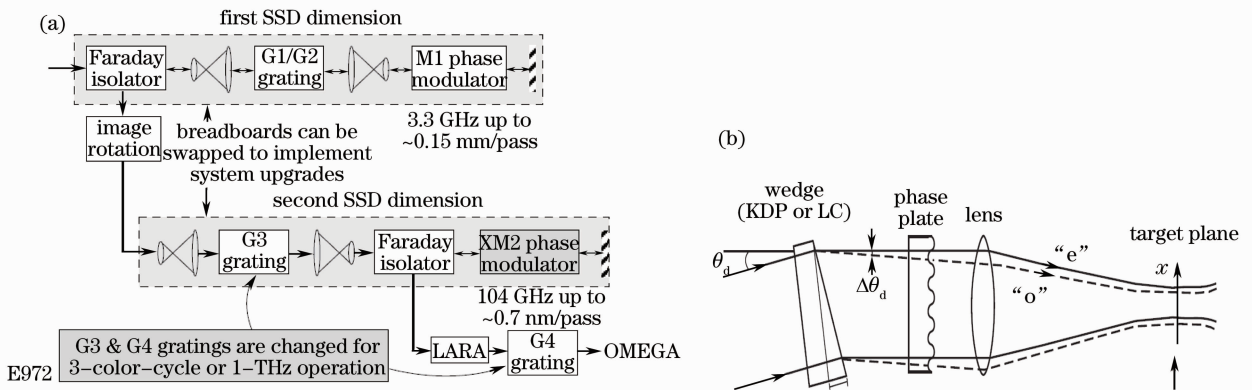 (a)
first SSD dimension
Faraday
isolator
G1/G2
grating
M1 phase
modulator
image
rotation
breadboards can be
swapped to implement
system upgrades
3.3 GHz up to
~0.15 mm/pass
second SSD dimension
G3
grating
Faraday
isolator
XM2 phase
modulator
104 GHz up to
~0.7 nm/pass
G3 & G4 gratings are changed for
3−color−cycle or 1−THz operation
LARA
G4
grating
OMEGA
E972
(b)
wedge
(KDP or LC)
phase
plate
lens
target plane
θd
Δθd
“e”
“o”
x